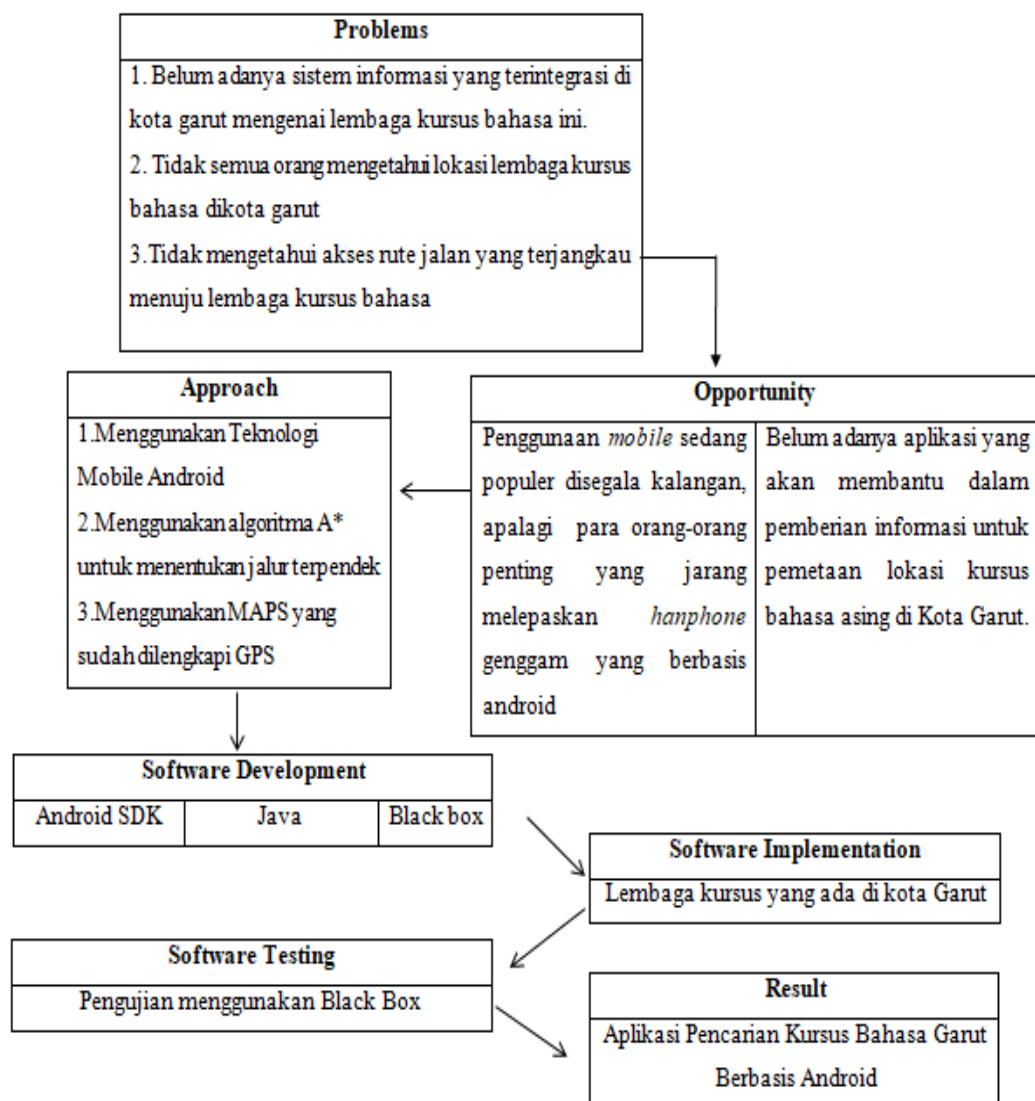 Problems
1. Belum adanya sistem informasi yang terintegrasi di
kota garut mengenai lembaga kursus bahasa ini.
2. Tidak semua orang mengetahui lokasi lembaga kursus
bahasa dikota garut
3.Tidak mengetahui akses rute jalan yang terjangkau
menuju lembaga kursus bahasa
Approach
1.Menggunakan Teknologi
Mobile Android
2.Menggunakan algoritma A*
untuk menentukan jalur terpendek
3.Menggunakan MAPS yang
sudah dilengkapi GPS
Opportunity
Penggunaan mobile sedang
populer disegala kalangan,
apalagi para orang-orang
penting yang jarang
melepaskan hanphone
genggam yang berbasis
android
Belum adanya aplikasi yang
akan membantu dalam
pemberian informasi untuk
pemetaan lokasi kursus
bahasa asing di Kota Garut.
Software Development
Android SDK Java Black box
Software Implementation
Lembaga kursus yang ada di kota Garut
Software Testing
Pengujian menggunakan Black Box
Result
Aplikasi Pencarian Kursus Bahasa Garut
Berbasis Android